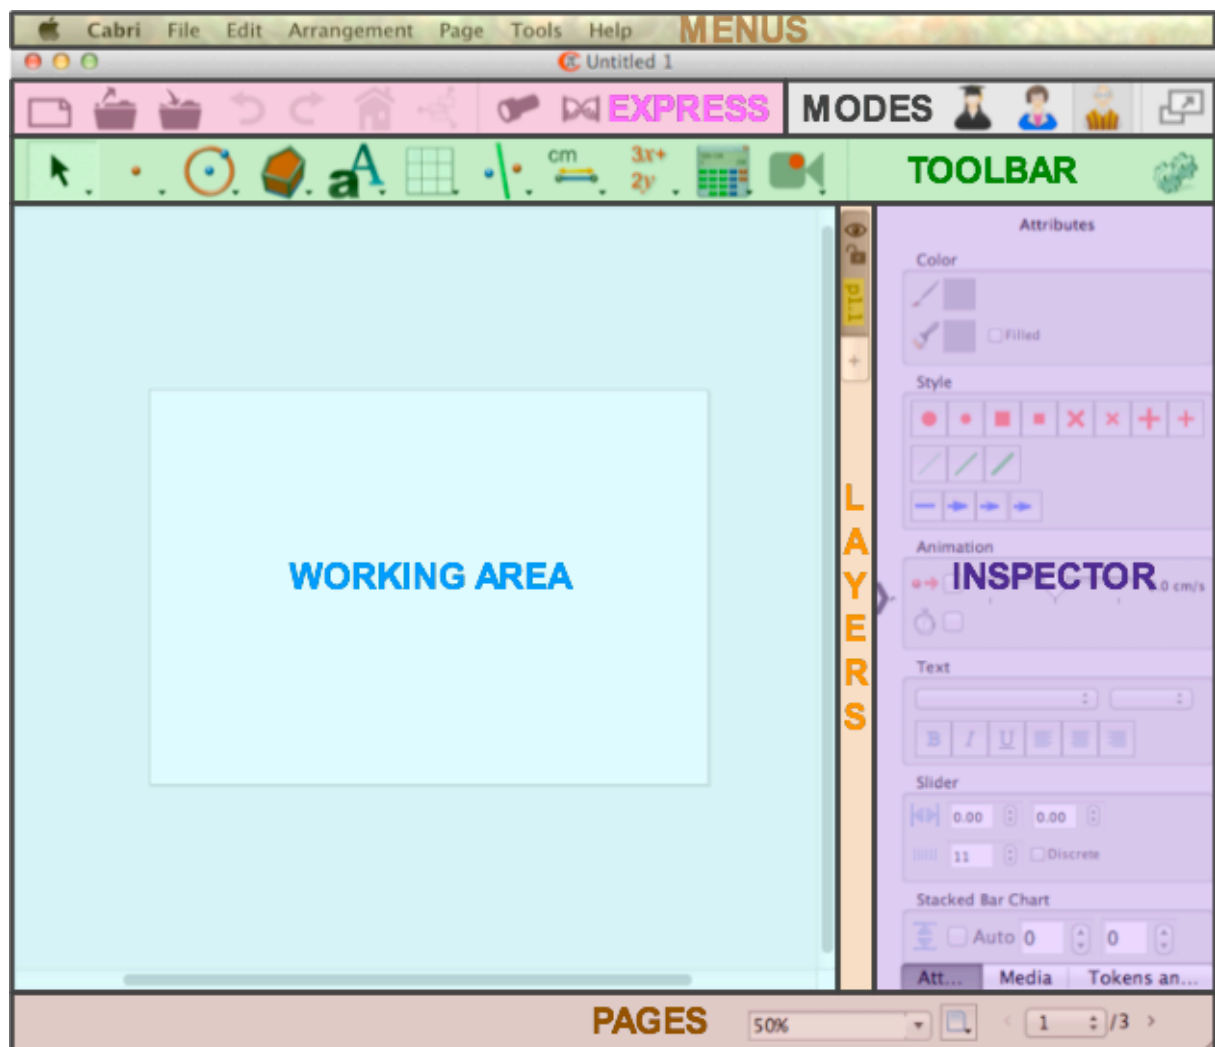 Cabri File Edit Arrangement Page Tools Help MENUS
Untitled 1
EXPRESS MODES
aA cm 3x+ 2y TOOLBAR
Attributes
Color
p1.1
Filled
+
Style
LAYERS
Animation
WORKING AREA
INSPECTOR
.0 cm/s
Text
B I U
Slider
0.00 0.00
11 Discrete
Stacked Bar Chart
Auto 0 0
Att... Media Tokens an...
PAGES 50% 1 /3